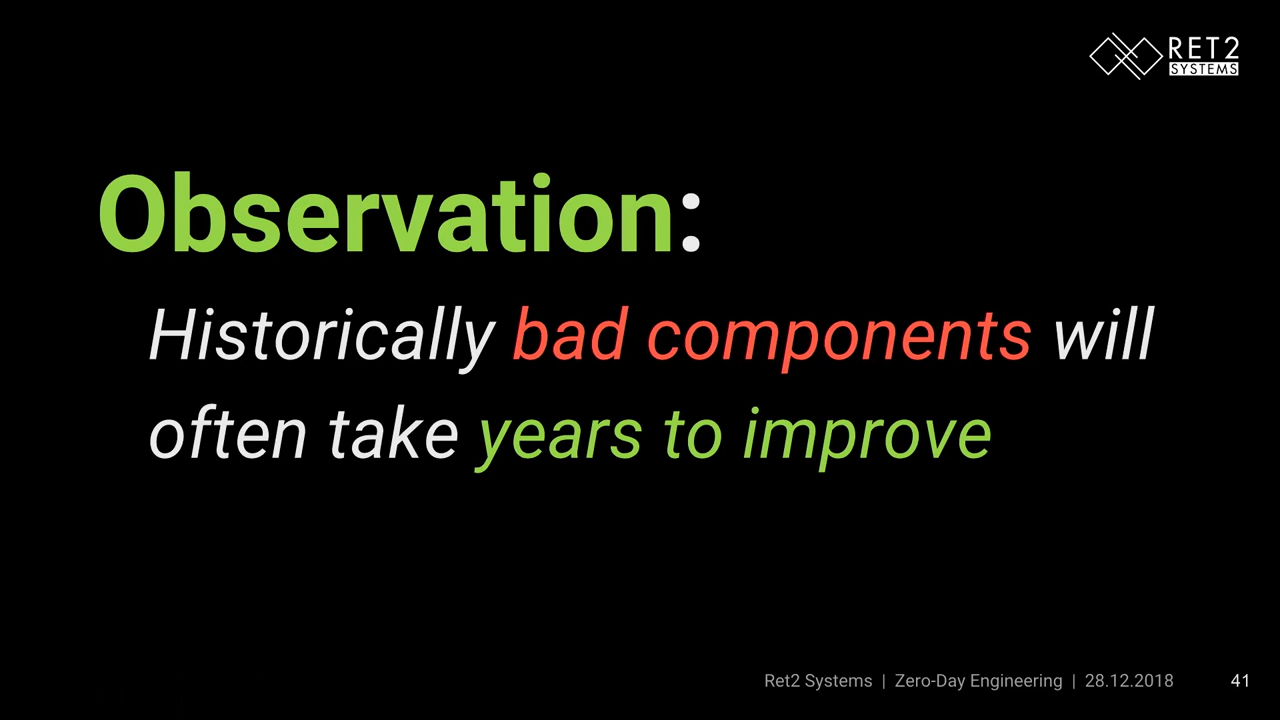 RET2
SYSTEMS
Observation:
Historically bad components will
often take years to improve
Ret2 Systems | Zero-Day Engineering | 28.12.2018 41